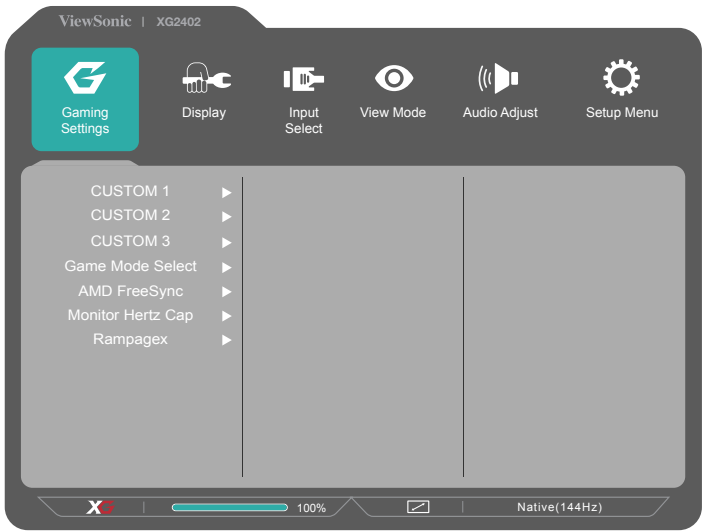 ViewSonic | XG2402
Gaming
Settings
Display
Input
Select
View Mode
Audio Adjust
Setup Menu
CUSTOM 1
CUSTOM 2
CUSTOM 3
Game Mode Select
AMD FreeSync
Monitor Hertz Cap
Rampagex
XG
100%
Native(144Hz)